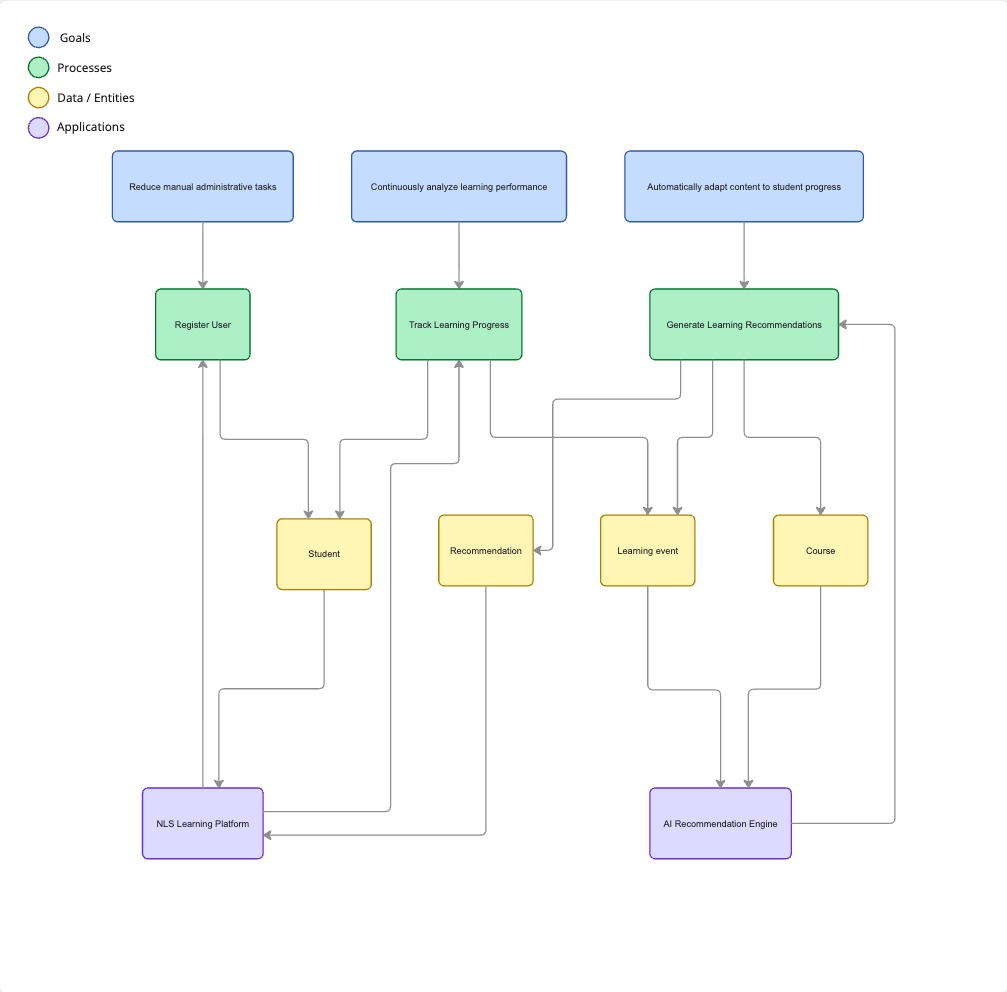 Goals
Processes
Data / Entities
Applications
Reduce manual administrative tasks
Continuously analyze learning performance
Automatically adapt content to student progress
Register User
Track Learning Progress
Generate Learning Recommendations
Student
Recommendation
Learning event
Course
NLS Learning Platform
AI Recommendation Engine